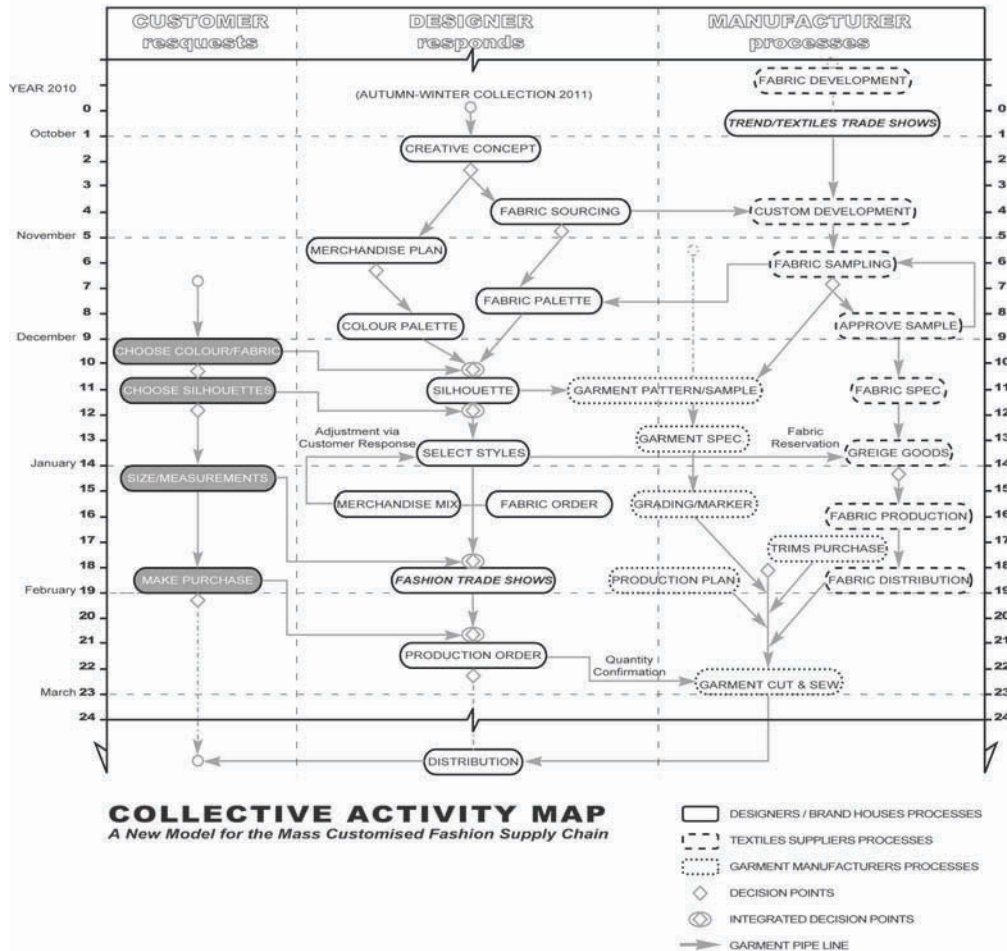 CUSTOMER
resquests
DESIGNER
responds
MANUFACTURER
processes
YEAR 2010
FABRIC DEVELOPMENT
(AUTUMN-WINTER COLLECTION 2011)
0
0
TREND/TEXTILES TRADE SHOWS
October
1
1
CREATIVE CONCEPT
2
2
3
3
4
FABRIC SOURCING
CUSTOM DEVELOPMENT
4
November
5
5
MERCHANDISE PLAN
6
FABRIC SAMPLING
6
7
7
FABRIC PALETTE
8
COLOUR PALETTE
APPROVE SAMPLE
8
December
9
9
CHOOSE COLOUR/FABRIC
10
10
11
CHOOSE SILHOUETTES
SILHOUETTE
GARMENT PATTERN/SAMPLE
FABRIC SPEC
11
12
12
13
Adjustment via
Customer Response
GARMENT SPEC.
Fabric
Reservation
13
SELECT STYLES
GREIGE GOODS
January
14
14
SIZE/MEASUREMENTS
15
15
MERCHANDISE MIX
FABRIC ORDER
GRADING/MARKER
16
FABRIC PRODUCTION
16
17
TRIMS PURCHASE
17
18
18
MAKE PURCHASE
FASHION TRADE SHOWS
PRODUCTION PLAN
FABRIC DISTRIBUTION
February
19
19
20
20
21
21
PRODUCTION ORDER
22
Quantity
Confirmation
22
GARMENT CUT & SEW
March
23
23
24
24
DISTRIBUTION
COLLECTIVE ACTIVITY MAP
A New Model for the Mass Customised Fashion Supply Chain
DESIGNERS / BRAND HOUSES PROCESSES
TEXTILES SUPPLIERS PROCESSES
GARMENT MANUFACTURERS PROCESSES
DECISION POINTS
INTEGRATED DECISION POINTS
GARMENT PIPE LINE